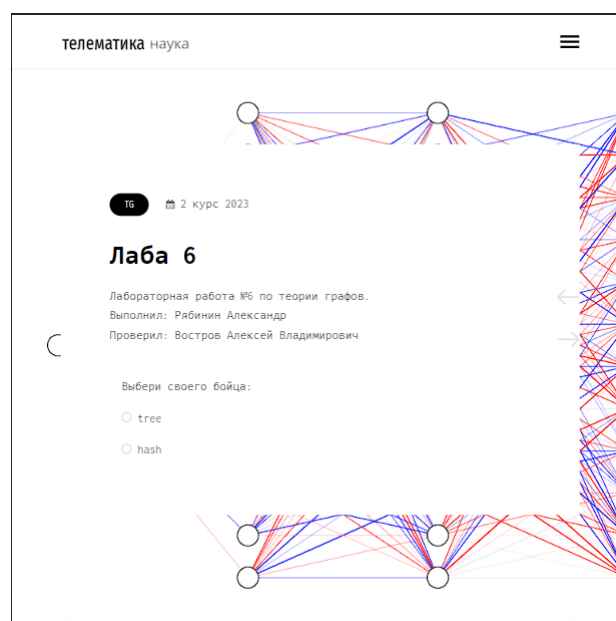 телематика наука
TG 2 курс 2023
Лаба 6
Лабораторная работа №6 по теории графов.
Выполнил: Рябинин Александр
Проверил: Востров Алексей Владимирович
Выбери своего бойца:
tree
hash